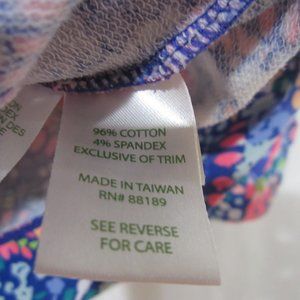 96% COTTON
4% SPANDEX
EXCLUSIVE OF TRIM
MADE IN TAIWAN
RN# 88189
SEE REVERSE
FOR CARE